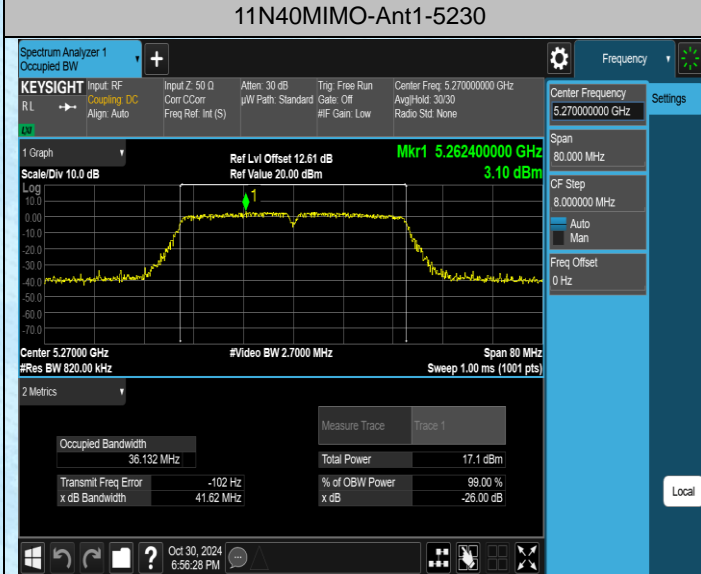 11N40MIMO-Ant1-5230
Spectrum Analyzer 1
Occupied BW
+
Frequency
KEYSIGHT
RL
LXI
Input: RF
Coupling: DC
Align: Auto
Input Z: 50 Ω
Corr CCorr
Freq Ref: Int (S)
Atten: 30 dB
µW Path: Standard
Trig: Free Run
Gate: Off
#IF Gain: Low
Center Freq: 5.270000000 GHz
Avg|Hold: 30/30
Radio Std: None
Center Frequency
5.270000000 GHz
Settings
Span
80.000 MHz
CF Step
8.000000 MHz
Auto
Man
Freq Offset
0 Hz
Local
1 Graph
Scale/Div 10.0 dB
Ref Lvl Offset 12.61 dB
Ref Value 20.00 dBm
Mkr1 5.262400000 GHz
3.10 dBm
Log
10.0
0.00
-10.0
-20.0
-30.0
-40.0
-50.0
-60.0
-70.0
1
Center 5.27000 GHz
#Res BW 820.00 kHz
#Video BW 2.7000 MHz
Span 80 MHz
Sweep 1.00 ms (1001 pts)
2 Metrics
Measure Trace Trace 1
Occupied Bandwidth
36.132 MHz
Total Power 17.1 dBm
Transmit Freq Error -102 Hz
% of OBW Power 99.00 %
x dB Bandwidth 41.62 MHz
x dB -26.00 dB
?
Oct 30, 2024
6:56:28 PM